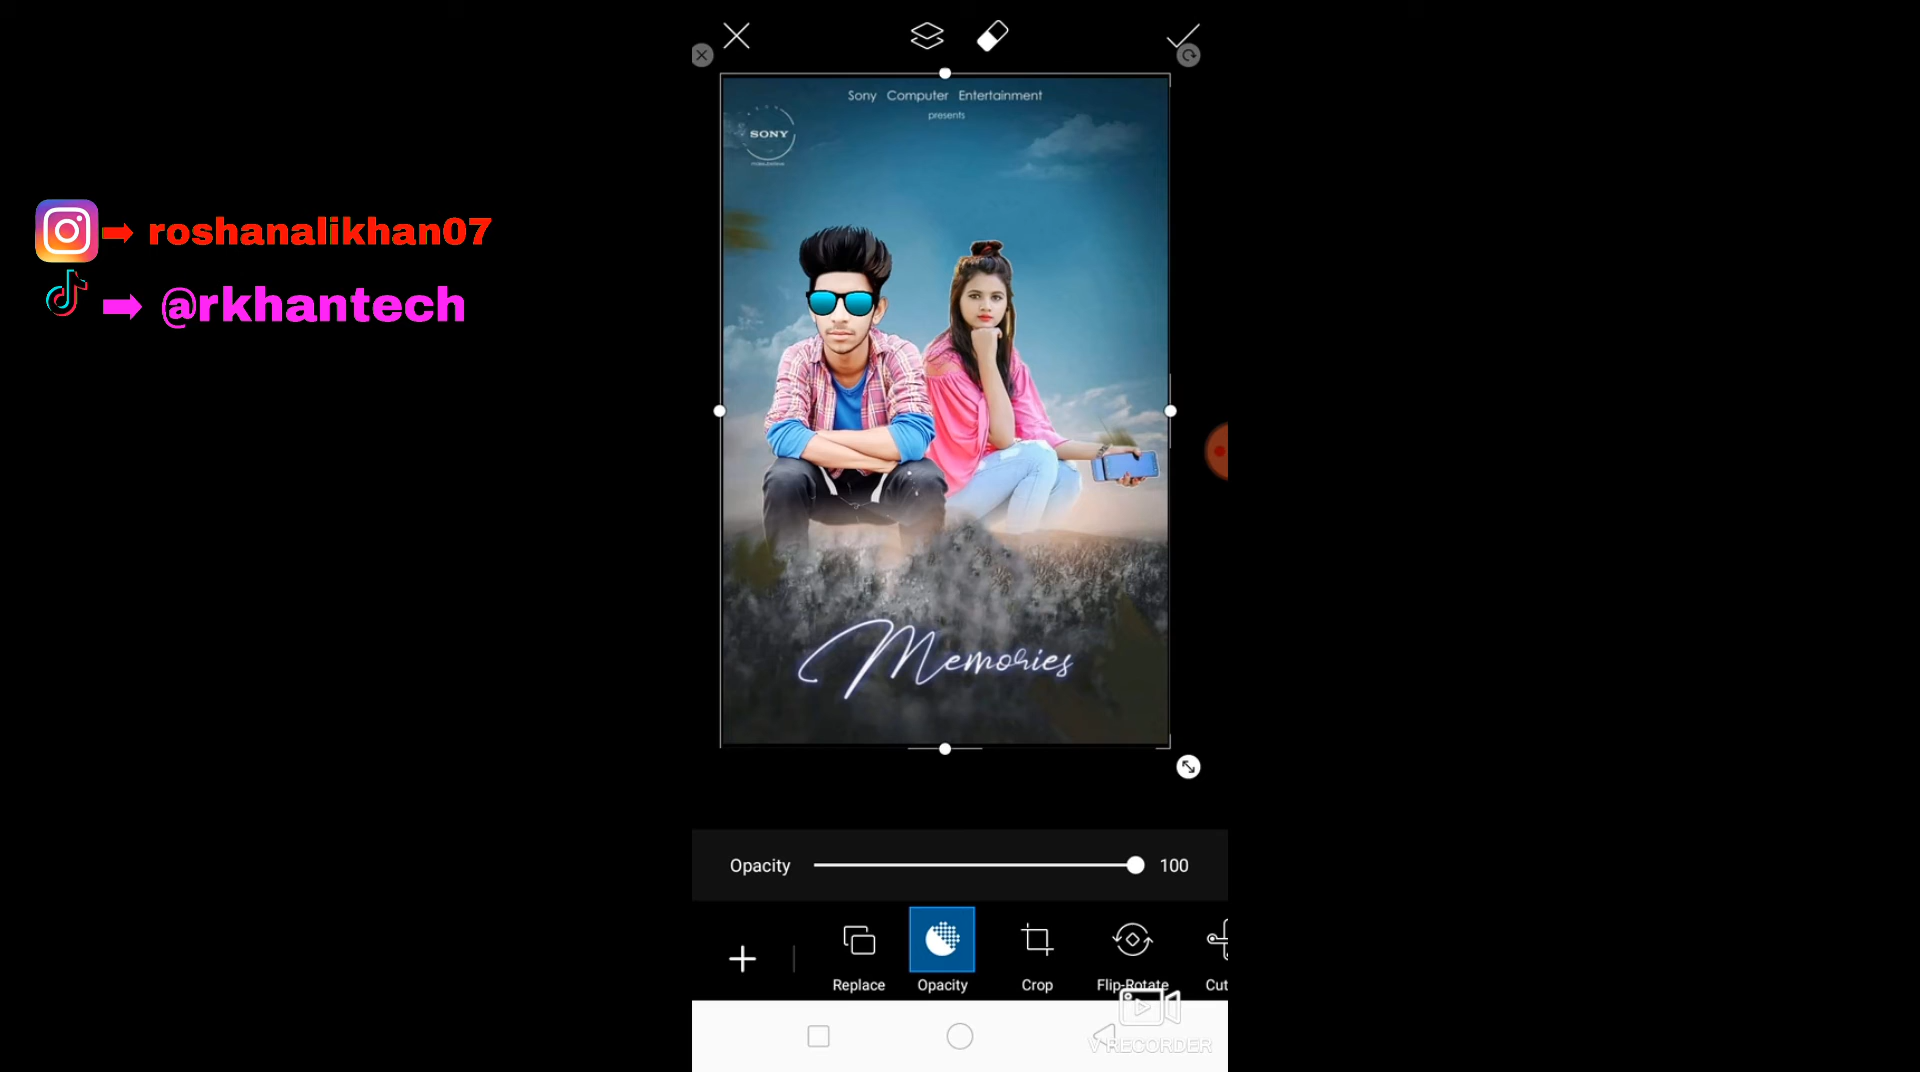 roshanalikhan07
@rkhantech
Sony Computer Entertainment
presents
SONY
Memories
Opacity 100
Replace Opacity Crop Flip-Rotate Cut
V RECORDER